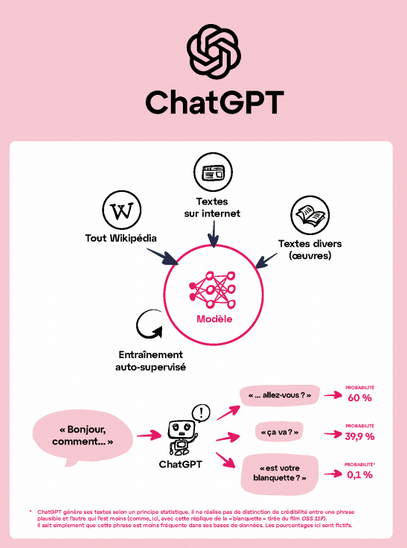 ChatGPT
Textes
sur internet
W
Tout Wikipédia
Textes divers
(œuvres)
Modèle
Entraînement
auto-supervisé
« Bonjour,
comment... »
!
ChatGPT
« ... allez-vous ? »
PROBABILITÉ
60 %
« ça va ? »
PROBABILITÉ
39,9 %
« est votre
blanquette ? »
PROBABILITÉ*
0,1 %
* ChatGPT génère ses textes selon un principe statistique. Il ne réalise pas de distinction de crédibilité entre une phrase
plausible et l'autre qui l'est moins (comme, ici, avec cette réplique de la « blanquette » tirée du film OSS 117).
Il sait simplement que cette phrase est moins fréquente dans ses bases de données. Les pourcentages ici sont fictifs.